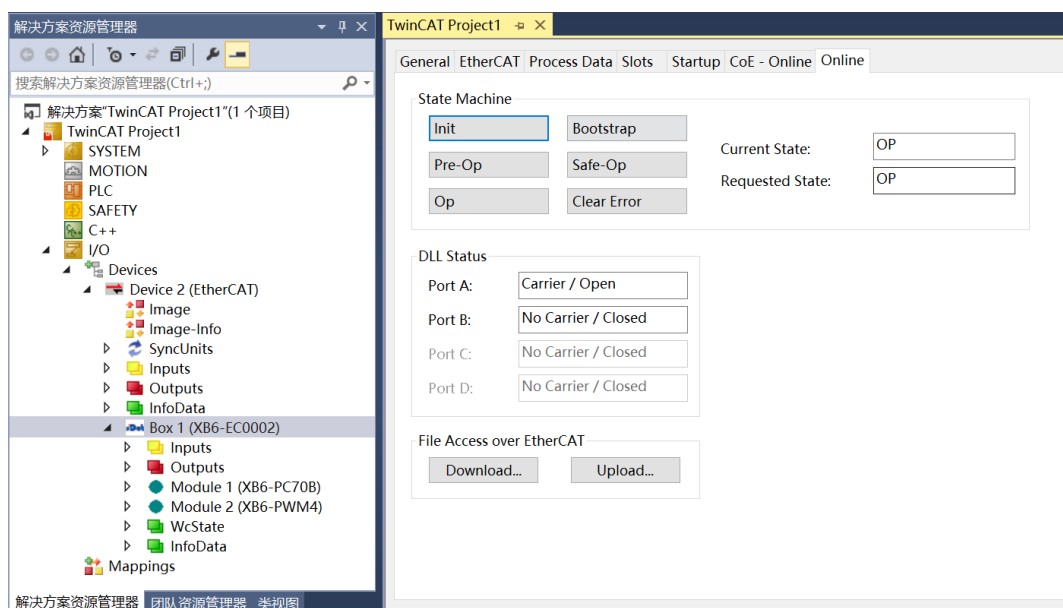 解决方案资源管理器
搜索解决方案资源管理器(Ctrl+;)
解决方案"TwinCAT Project1"(1 个项目)
TwinCAT Project1
SYSTEM
MOTION
PLC
SAFETY
C++
I/O
Devices
Device 2 (EtherCAT)
Image
Image-Info
SyncUnits
Inputs
Outputs
InfoData
Box 1 (XB6-EC0002)
Inputs
Outputs
Module 1 (XB6-PC70B)
Module 2 (XB6-PWM4)
WcState
InfoData
Mappings
解决方案资源管理器 团队资源管理器 类视图
TwinCAT Project1
General EtherCAT Process Data Slots Startup CoE - Online Online
State Machine
Init Bootstrap
Pre-Op Safe-Op
Op Clear Error
Current State: OP
Requested State: OP
DLL Status
Port A: Carrier / Open
Port B: No Carrier / Closed
Port C: No Carrier / Closed
Port D: No Carrier / Closed
File Access over EtherCAT
Download... Upload...